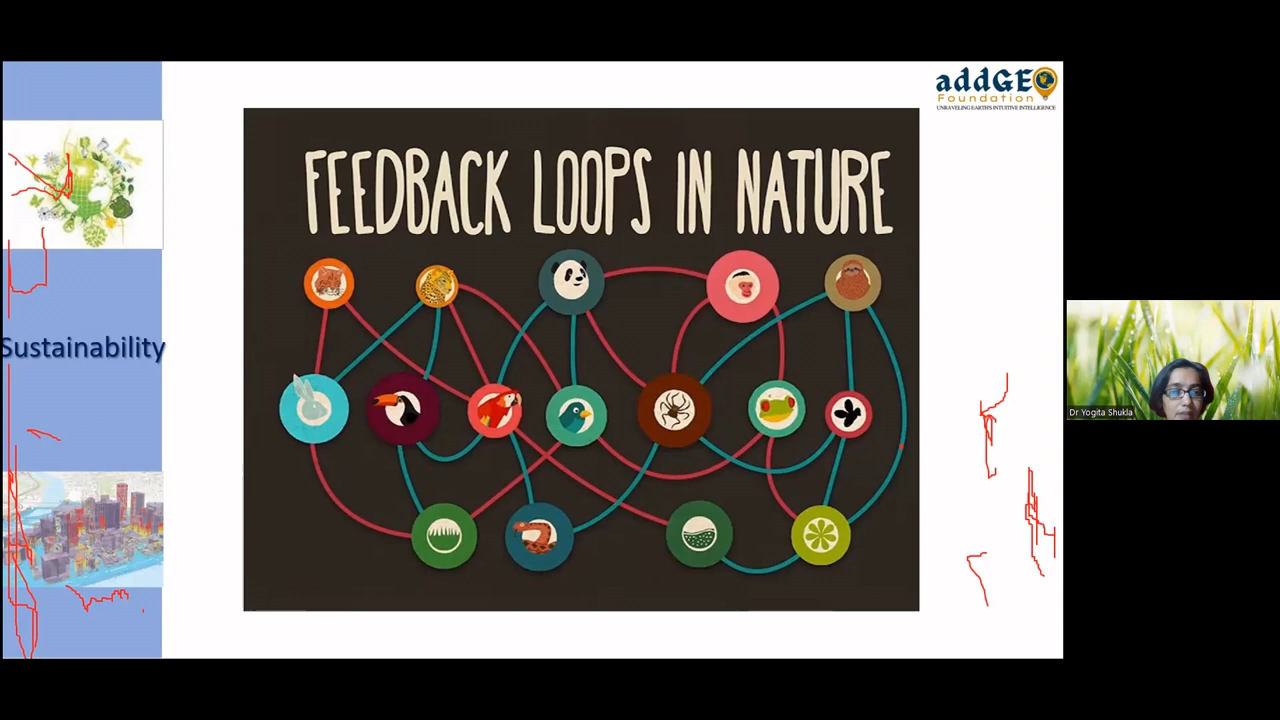 addGEO
Foundation
UNRAVELING EARTH'S INTUITIVE INTELLIGENCE
FEEDBACK LOOPS IN NATURE
Sustainability
Dr Yogita Shukla